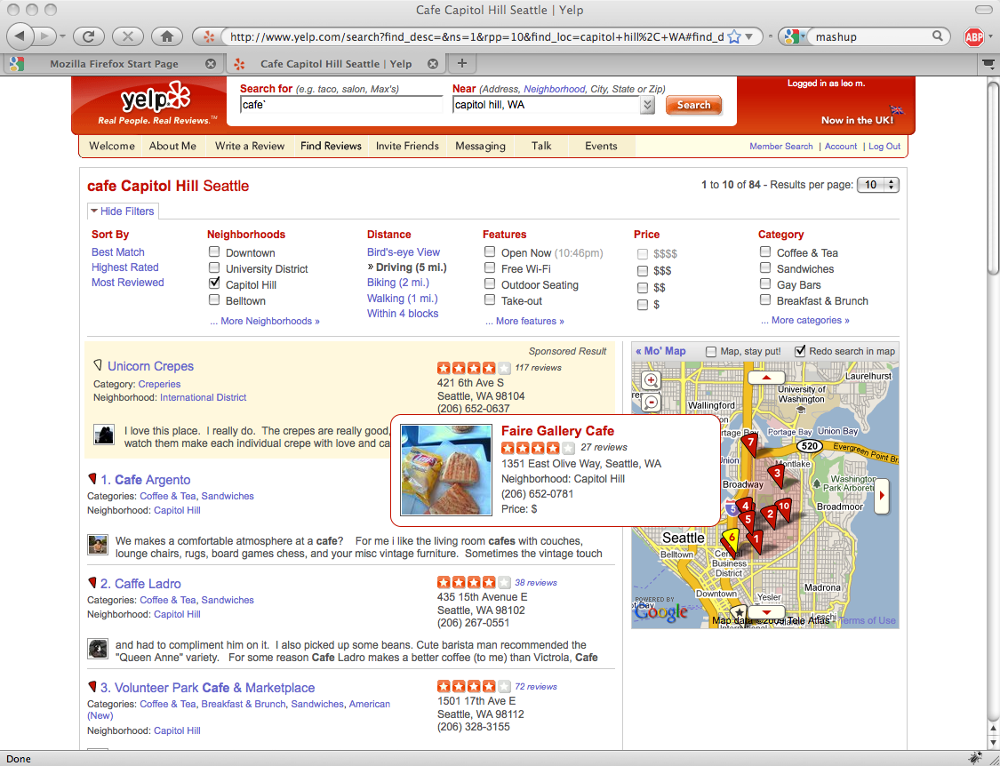 Cafe Capitol Hill Seattle | Yelp
http://www.yelp.com/search?find_desc=&ns=1&rpp=10&find_loc=capitol+hill%2C+WA#find_d
mashup
ABP
Mozilla Firefox Start Page
Cafe Capitol Hill Seattle | Yelp
yelp
Real People. Real Reviews.™
Search for (e.g. taco, salon, Max's)
Near (Address, Neighborhood, City, State or Zip)
cafe`
capitol hill, WA
Search
Logged in as leo m.
Now in the UK!
Welcome About Me Write a Review Find Reviews Invite Friends Messaging Talk Events
Member Search | Account | Log Out
cafe Capitol Hill Seattle
1 to 10 of 84 - Results per page: 10
Hide Filters
Sort By
Best Match
Highest Rated
Most Reviewed
Neighborhoods
Downtown
University District
Capitol Hill
Belltown
... More Neighborhoods »
Distance
Bird's-eye View
» Driving (5 mi.)
Biking (2 mi.)
Walking (1 mi.)
Within 4 blocks
Features
Open Now (10:46pm)
Free Wi-Fi
Outdoor Seating
Take-out
... More features »
Price
$$$$
$$$
$$
$
Category
Coffee & Tea
Sandwiches
Gay Bars
Breakfast & Brunch
... More categories »
Sponsored Result
Unicorn Crepes
Category: Creperies
Neighborhood: International District
117 reviews
421 6th Ave S
Seattle, WA 98104
(206) 652-0637
I love this place. I really do. The crepes are really good,
watch them make each individual crepe with love and ca
Faire Gallery Cafe
27 reviews
1351 East Olive Way, Seattle, WA
Neighborhood: Capitol Hill
(206) 652-0781
Price: $
1. Cafe Argento
Categories: Coffee & Tea, Sandwiches
Neighborhood: Capitol Hill
We makes a comfortable atmosphere at a cafe? For me i like the living room cafes with couches,
lounge chairs, rugs, board games chess, and your misc vintage furniture. Sometimes the vintage touch
2. Caffe Ladro
Categories: Coffee & Tea, Sandwiches
Neighborhood: Capitol Hill
38 reviews
435 15th Avenue E
Seattle, WA 98102
(206) 267-0551
and had to compliment him on it. I also picked up some beans. Cute barista man recommended the
"Queen Anne" variety. For some reason Cafe Ladro makes a better coffee (to me) than Victrola, Cafe
3. Volunteer Park Cafe & Marketplace
Categories: Coffee & Tea, Breakfast & Brunch, Sandwiches, American
(New)
Neighborhood: Capitol Hill
72 reviews
1501 17th Ave E
Seattle, WA 98112
(206) 328-3155
« Mo' Map
Map, stay put!
Redo search in map
Laurelhurst
University of
Washington
Wallingford
Portage Bay
Portage Bay
Union Bay
7
520
Evergreen Point Br
Union
3
Montlake
Washington
Park Arboret
Broadway
Broadmoor
5
4
10
5
2
6
1
Seattle
Belltown
Central
Business
District
Madrona
Downtown
Yesler
POWERED BY
Google
Map data ©2009 Tele Atlas - Terms of Use
Leschi
International
Done